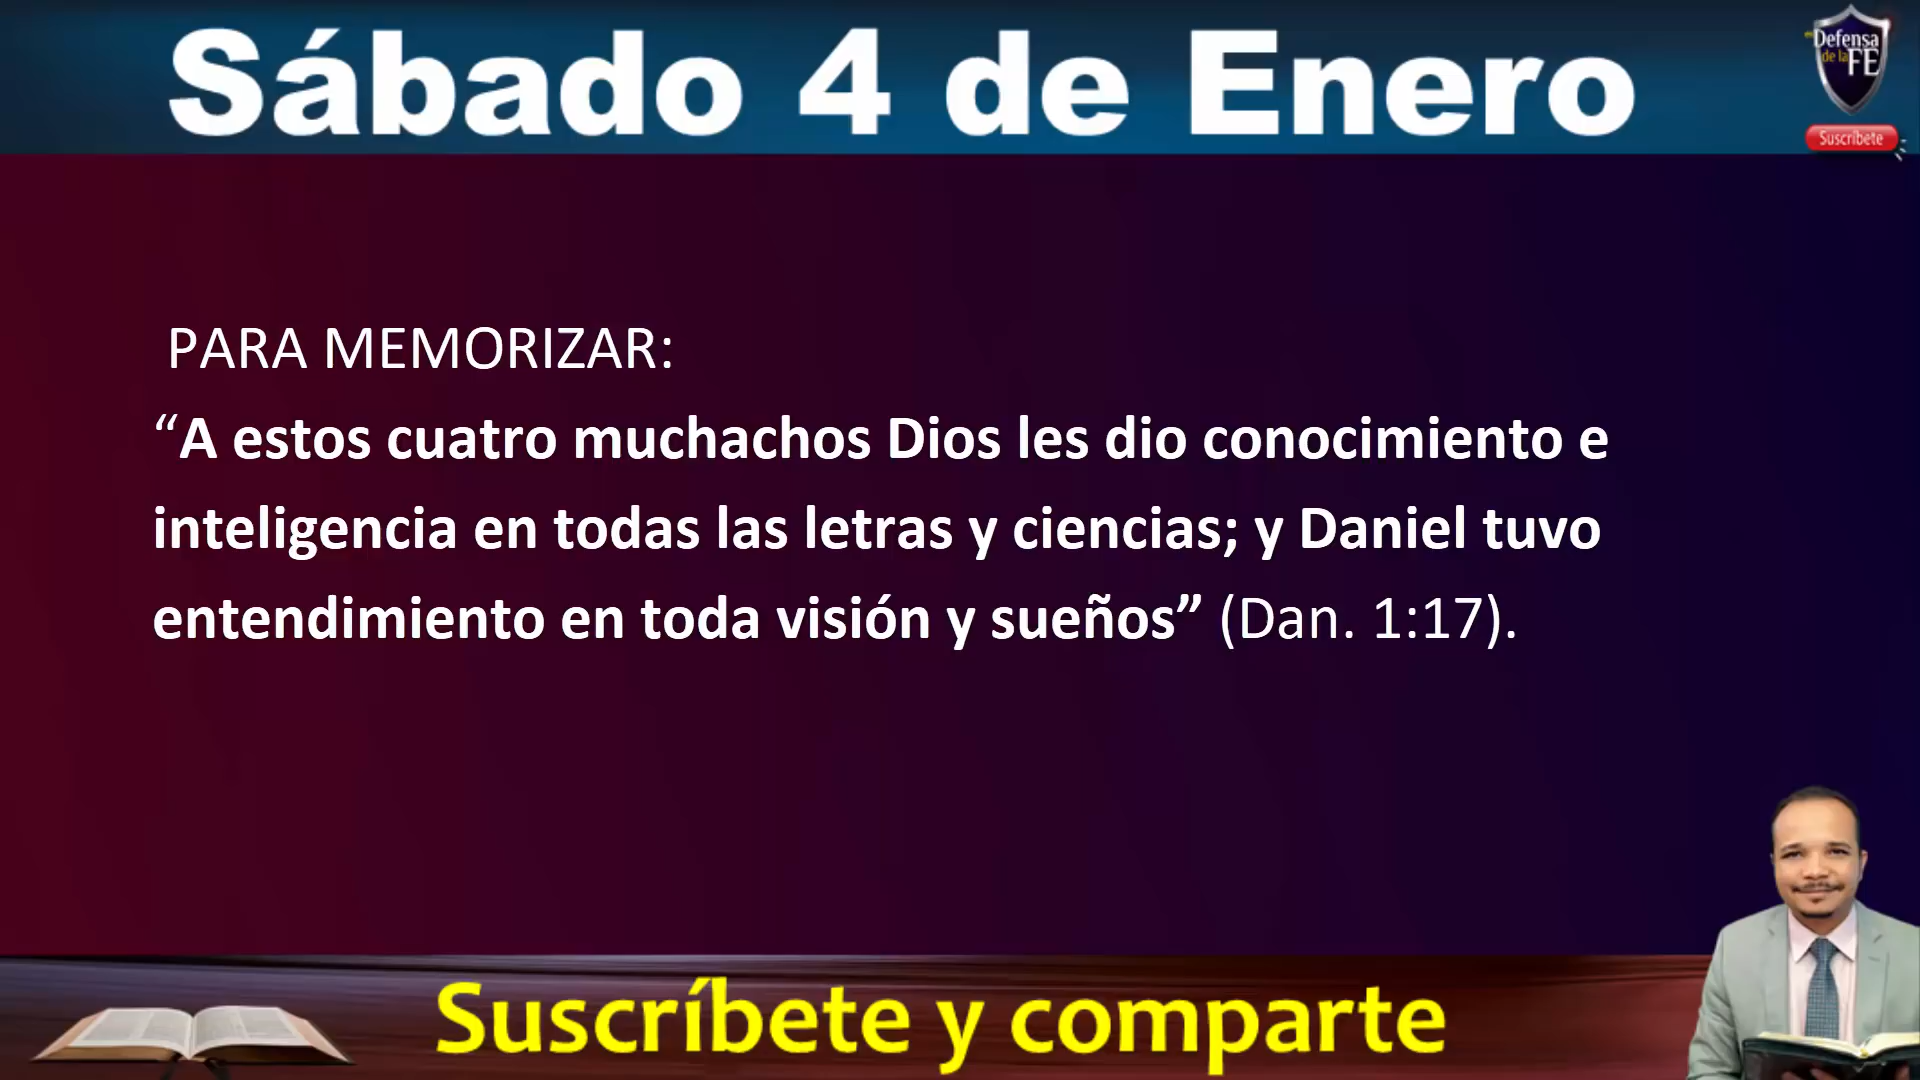 Sábado 4 de Enero
Defensa
de la FE
Suscríbete
PARA MEMORIZAR:
“A estos cuatro muchachos Dios les dio conocimiento e
inteligencia en todas las letras y ciencias; y Daniel tuvo
entendimiento en toda visión y sueños” (Dan. 1:17).
Suscríbete y comparte